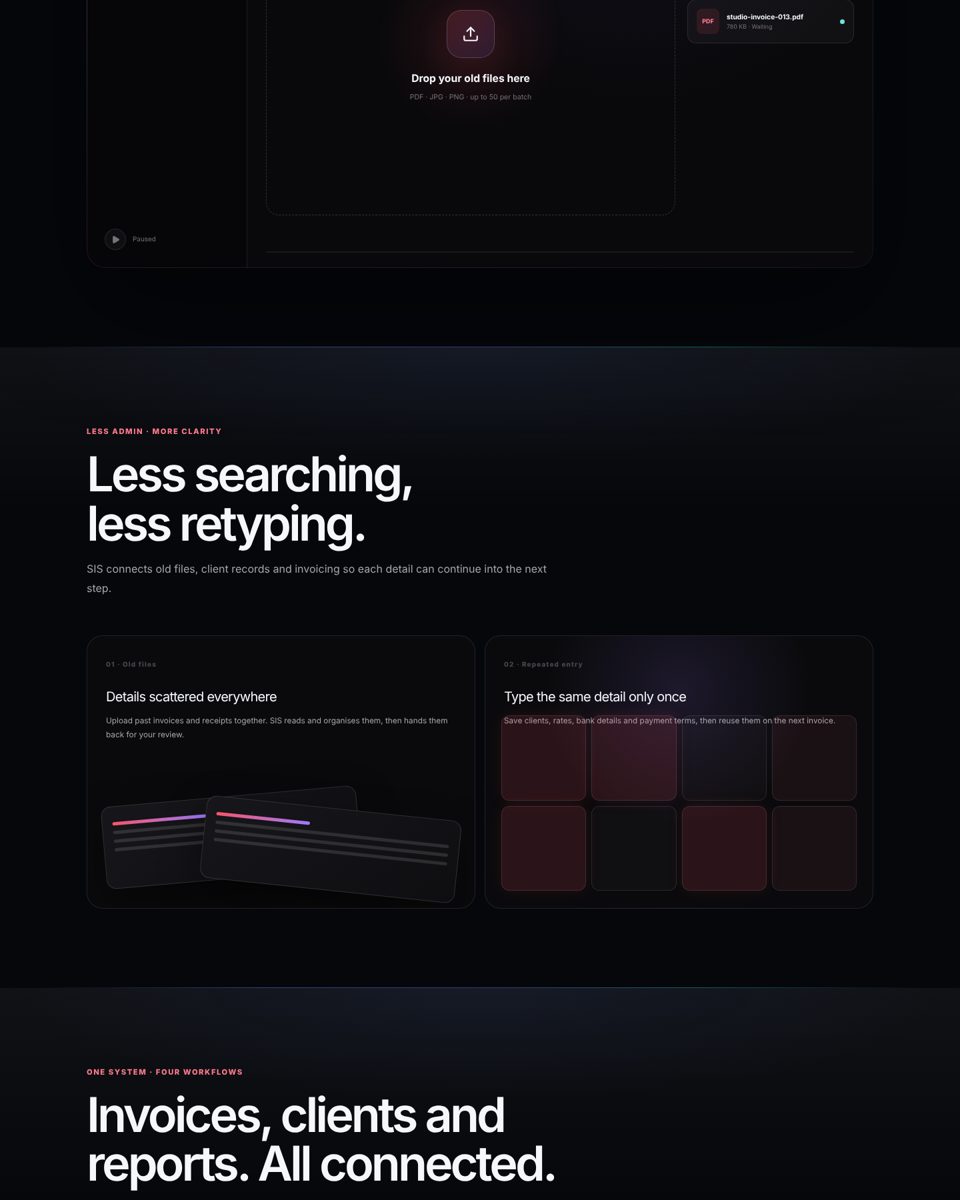 PDF
studio-invoice-013.pdf
780 KB · Waiting
Drop your old files here
PDF · JPG · PNG · up to 50 per batch
Paused
LESS ADMIN · MORE CLARITY
Less searching,
less retyping.
SIS connects old files, client records and invoicing so each detail can continue into the next
step.
01 · Old files
Details scattered everywhere
Upload past invoices and receipts together. SIS reads and organises them, then hands them
back for your review.
02 · Repeated entry
Type the same detail only once
Save clients, rates, bank details and payment terms, then reuse them on the next invoice.
ONE SYSTEM · FOUR WORKFLOWS
Invoices, clients and
reports. All connected.